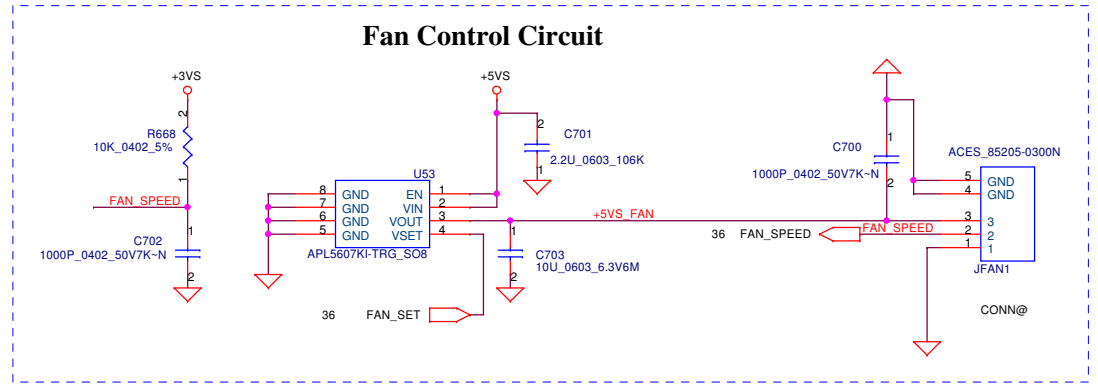 Fan Control Circuit
+3VS
2
R668
10K_0402_5%
1
FAN_SPEED
1
C702
1000P_0402_50V7K~N
2
+5VS
2
C701
2.2U_0603_106K
1
U53
8 GND EN 1
7 GND VIN 2
6 GND VOUT 3
5 GND VSET 4
APL5607KI-TRG_SO8
+5VS_FAN
1
C703
10U_0603_6.3V6M
2
36 FAN_SET
1
C700
1000P_0402_50V7K~N
2
ACES_85205-0300N
5 GND
4 GND
3 3
36 FAN_SPEED FAN_SPEED 2 2
1 1
JFAN1
CONN@